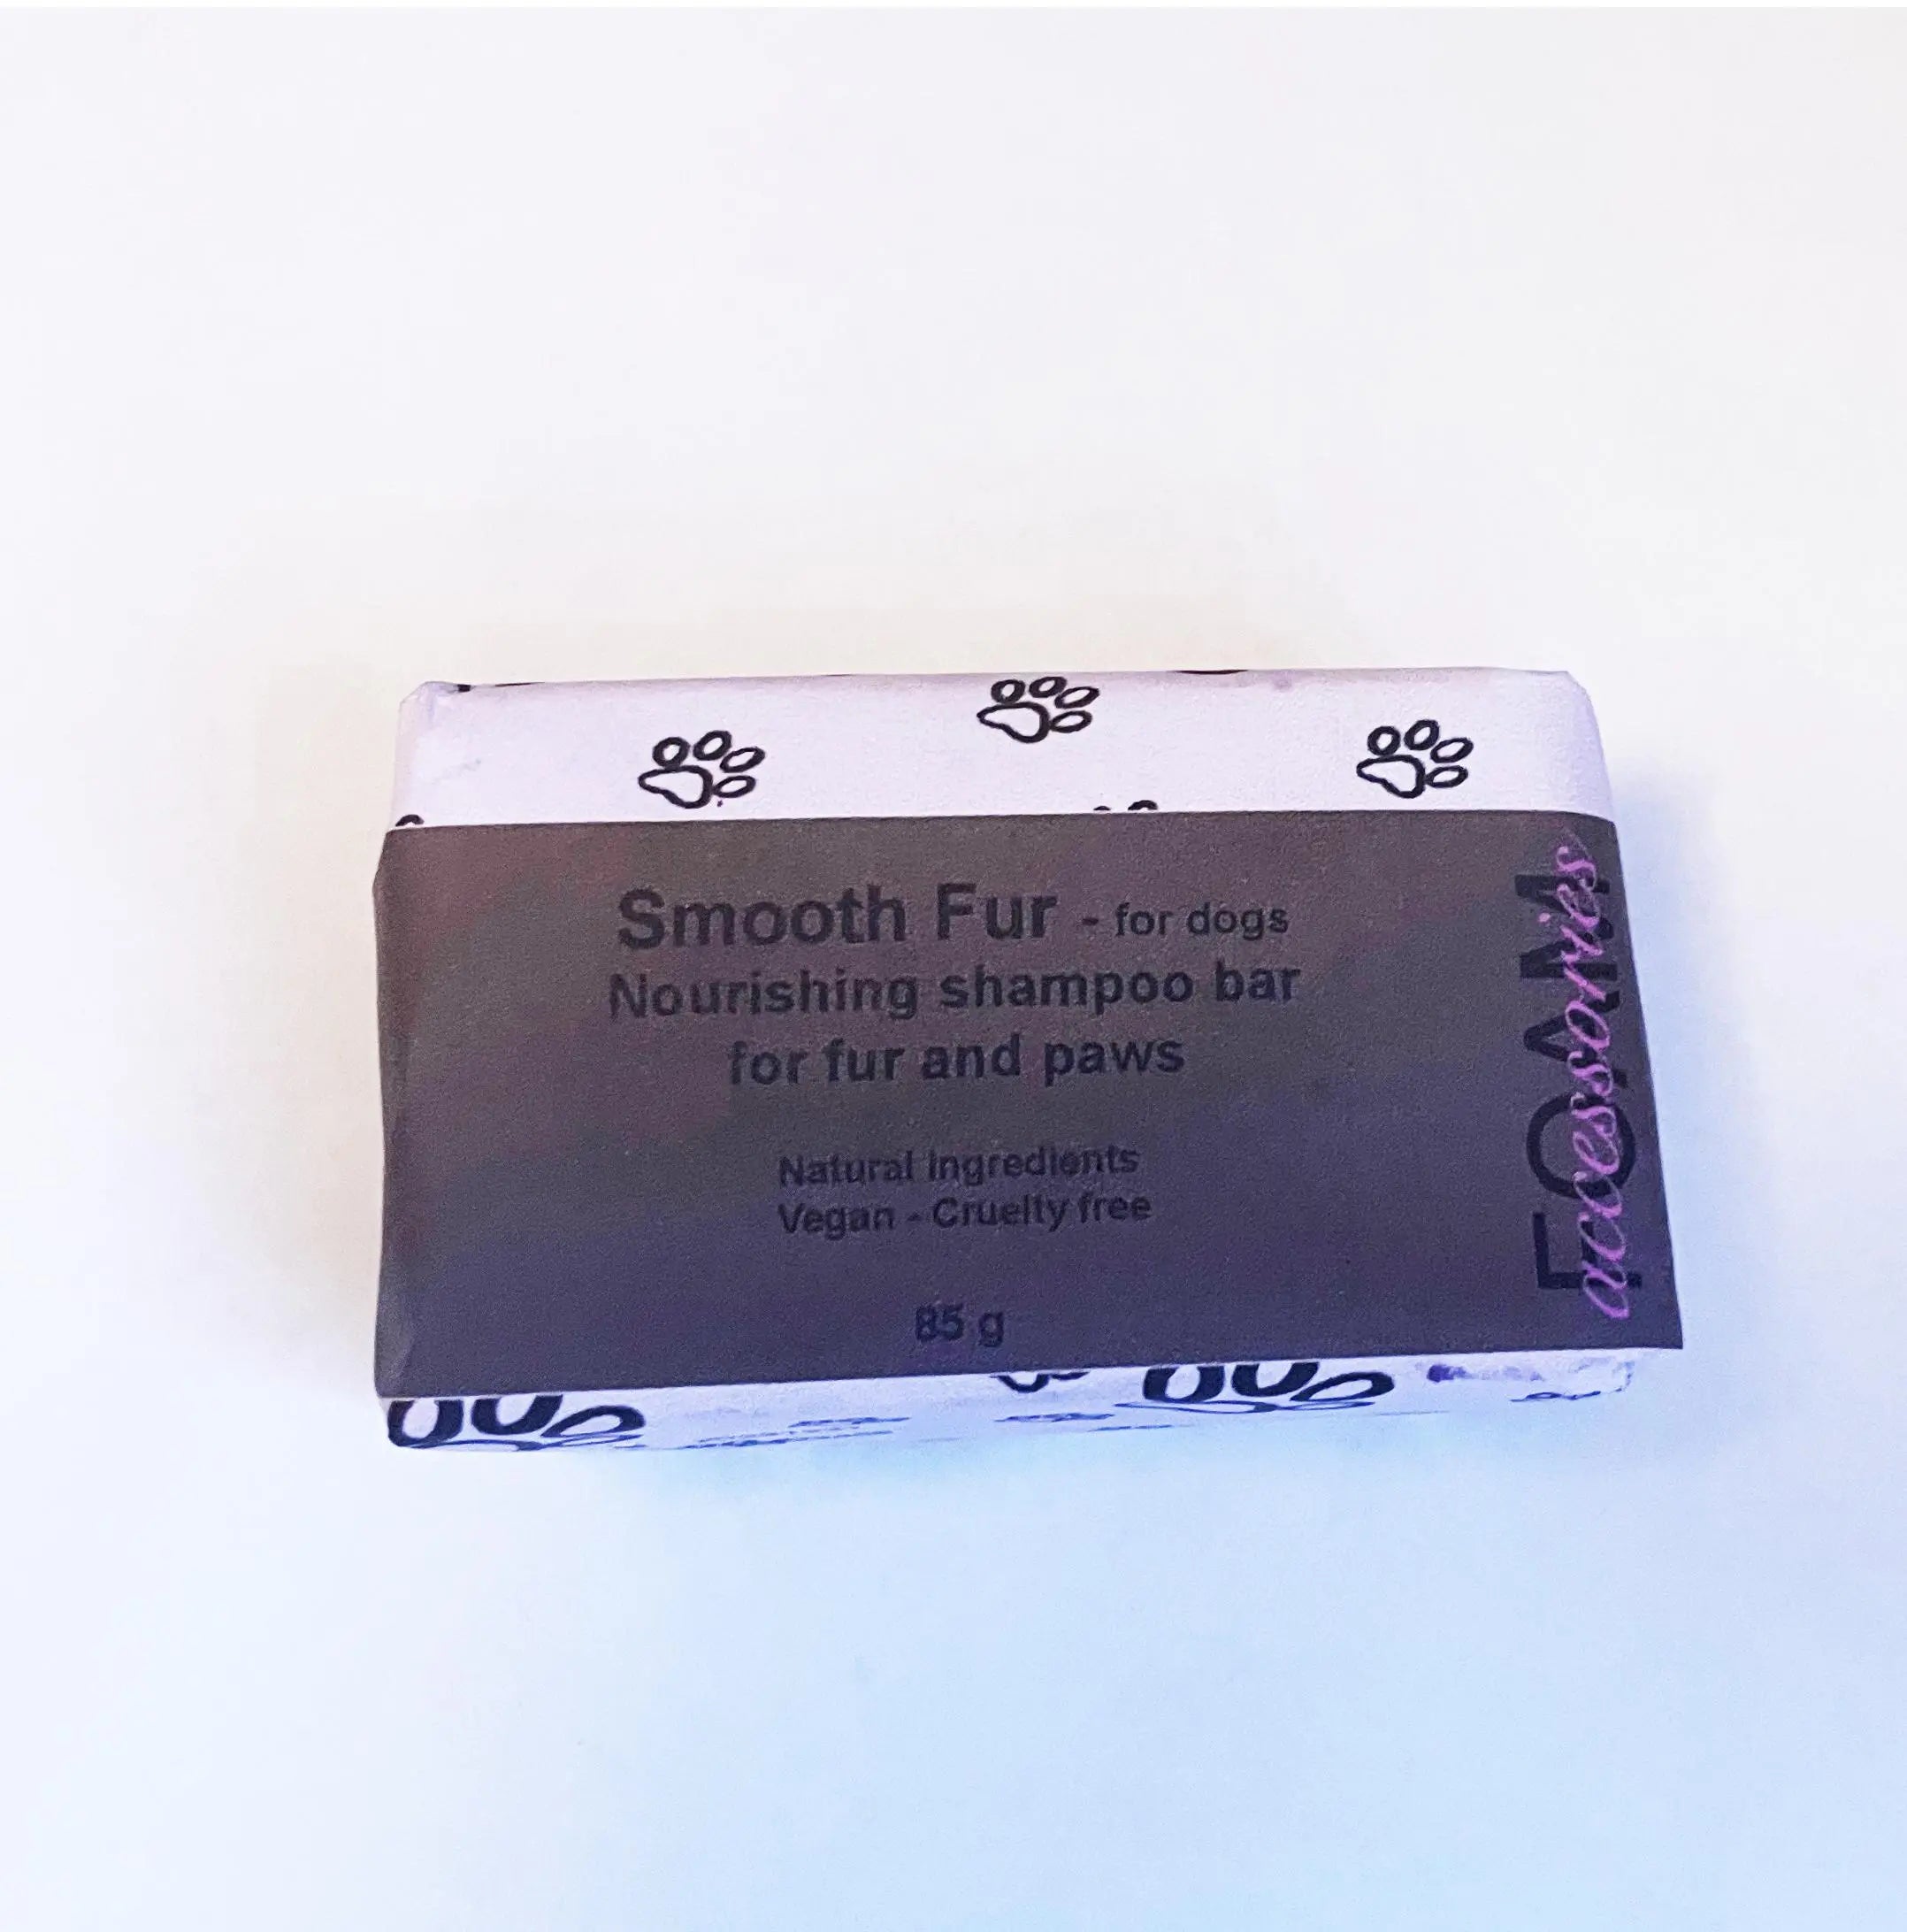 Smooth Fur - for dogs
Nourishing shampoo bar
for fur and paws
Natural Ingredients
Vegan - Cruelty free
85 g
FOAM
accessories